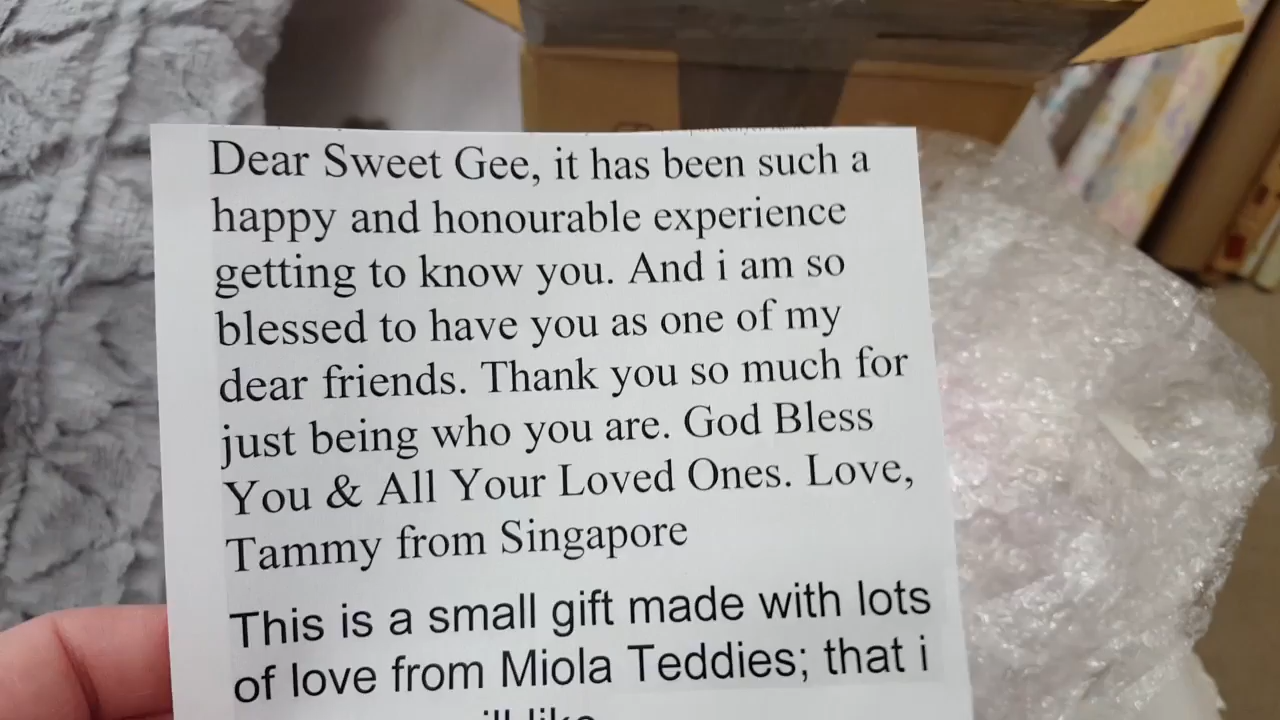 Dear Sweet Gee, it has been such a
happy and honourable experience
getting to know you. And i am so
blessed to have you as one of my
dear friends. Thank you so much for
just being who you are. God Bless
You & All Your Loved Ones. Love,
Tammy from Singapore
This is a small gift made with lots
of love from Miola Teddies; that i
like